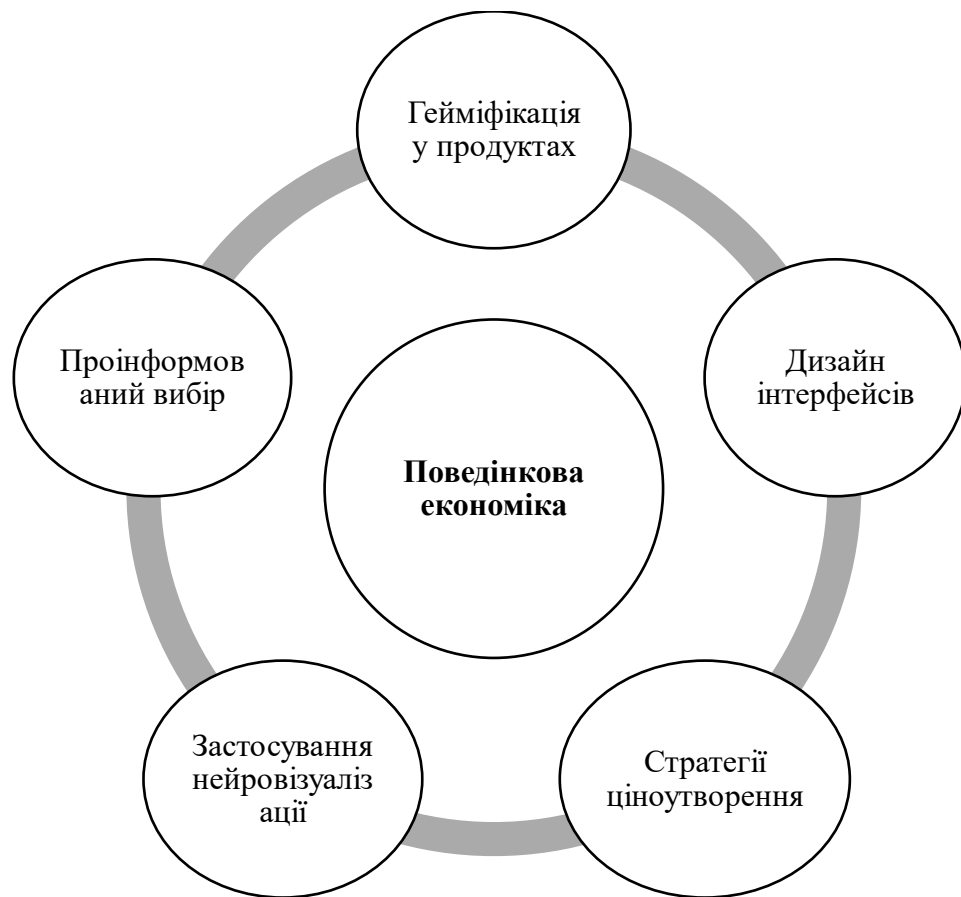 Гейміфікація
у продуктах
Проінформов
аний вибір
Дизайн
інтерфейсів
Поведінкова
економіка
Застосування
нейровізуаліз
ації
Стратегії
ціноутворення